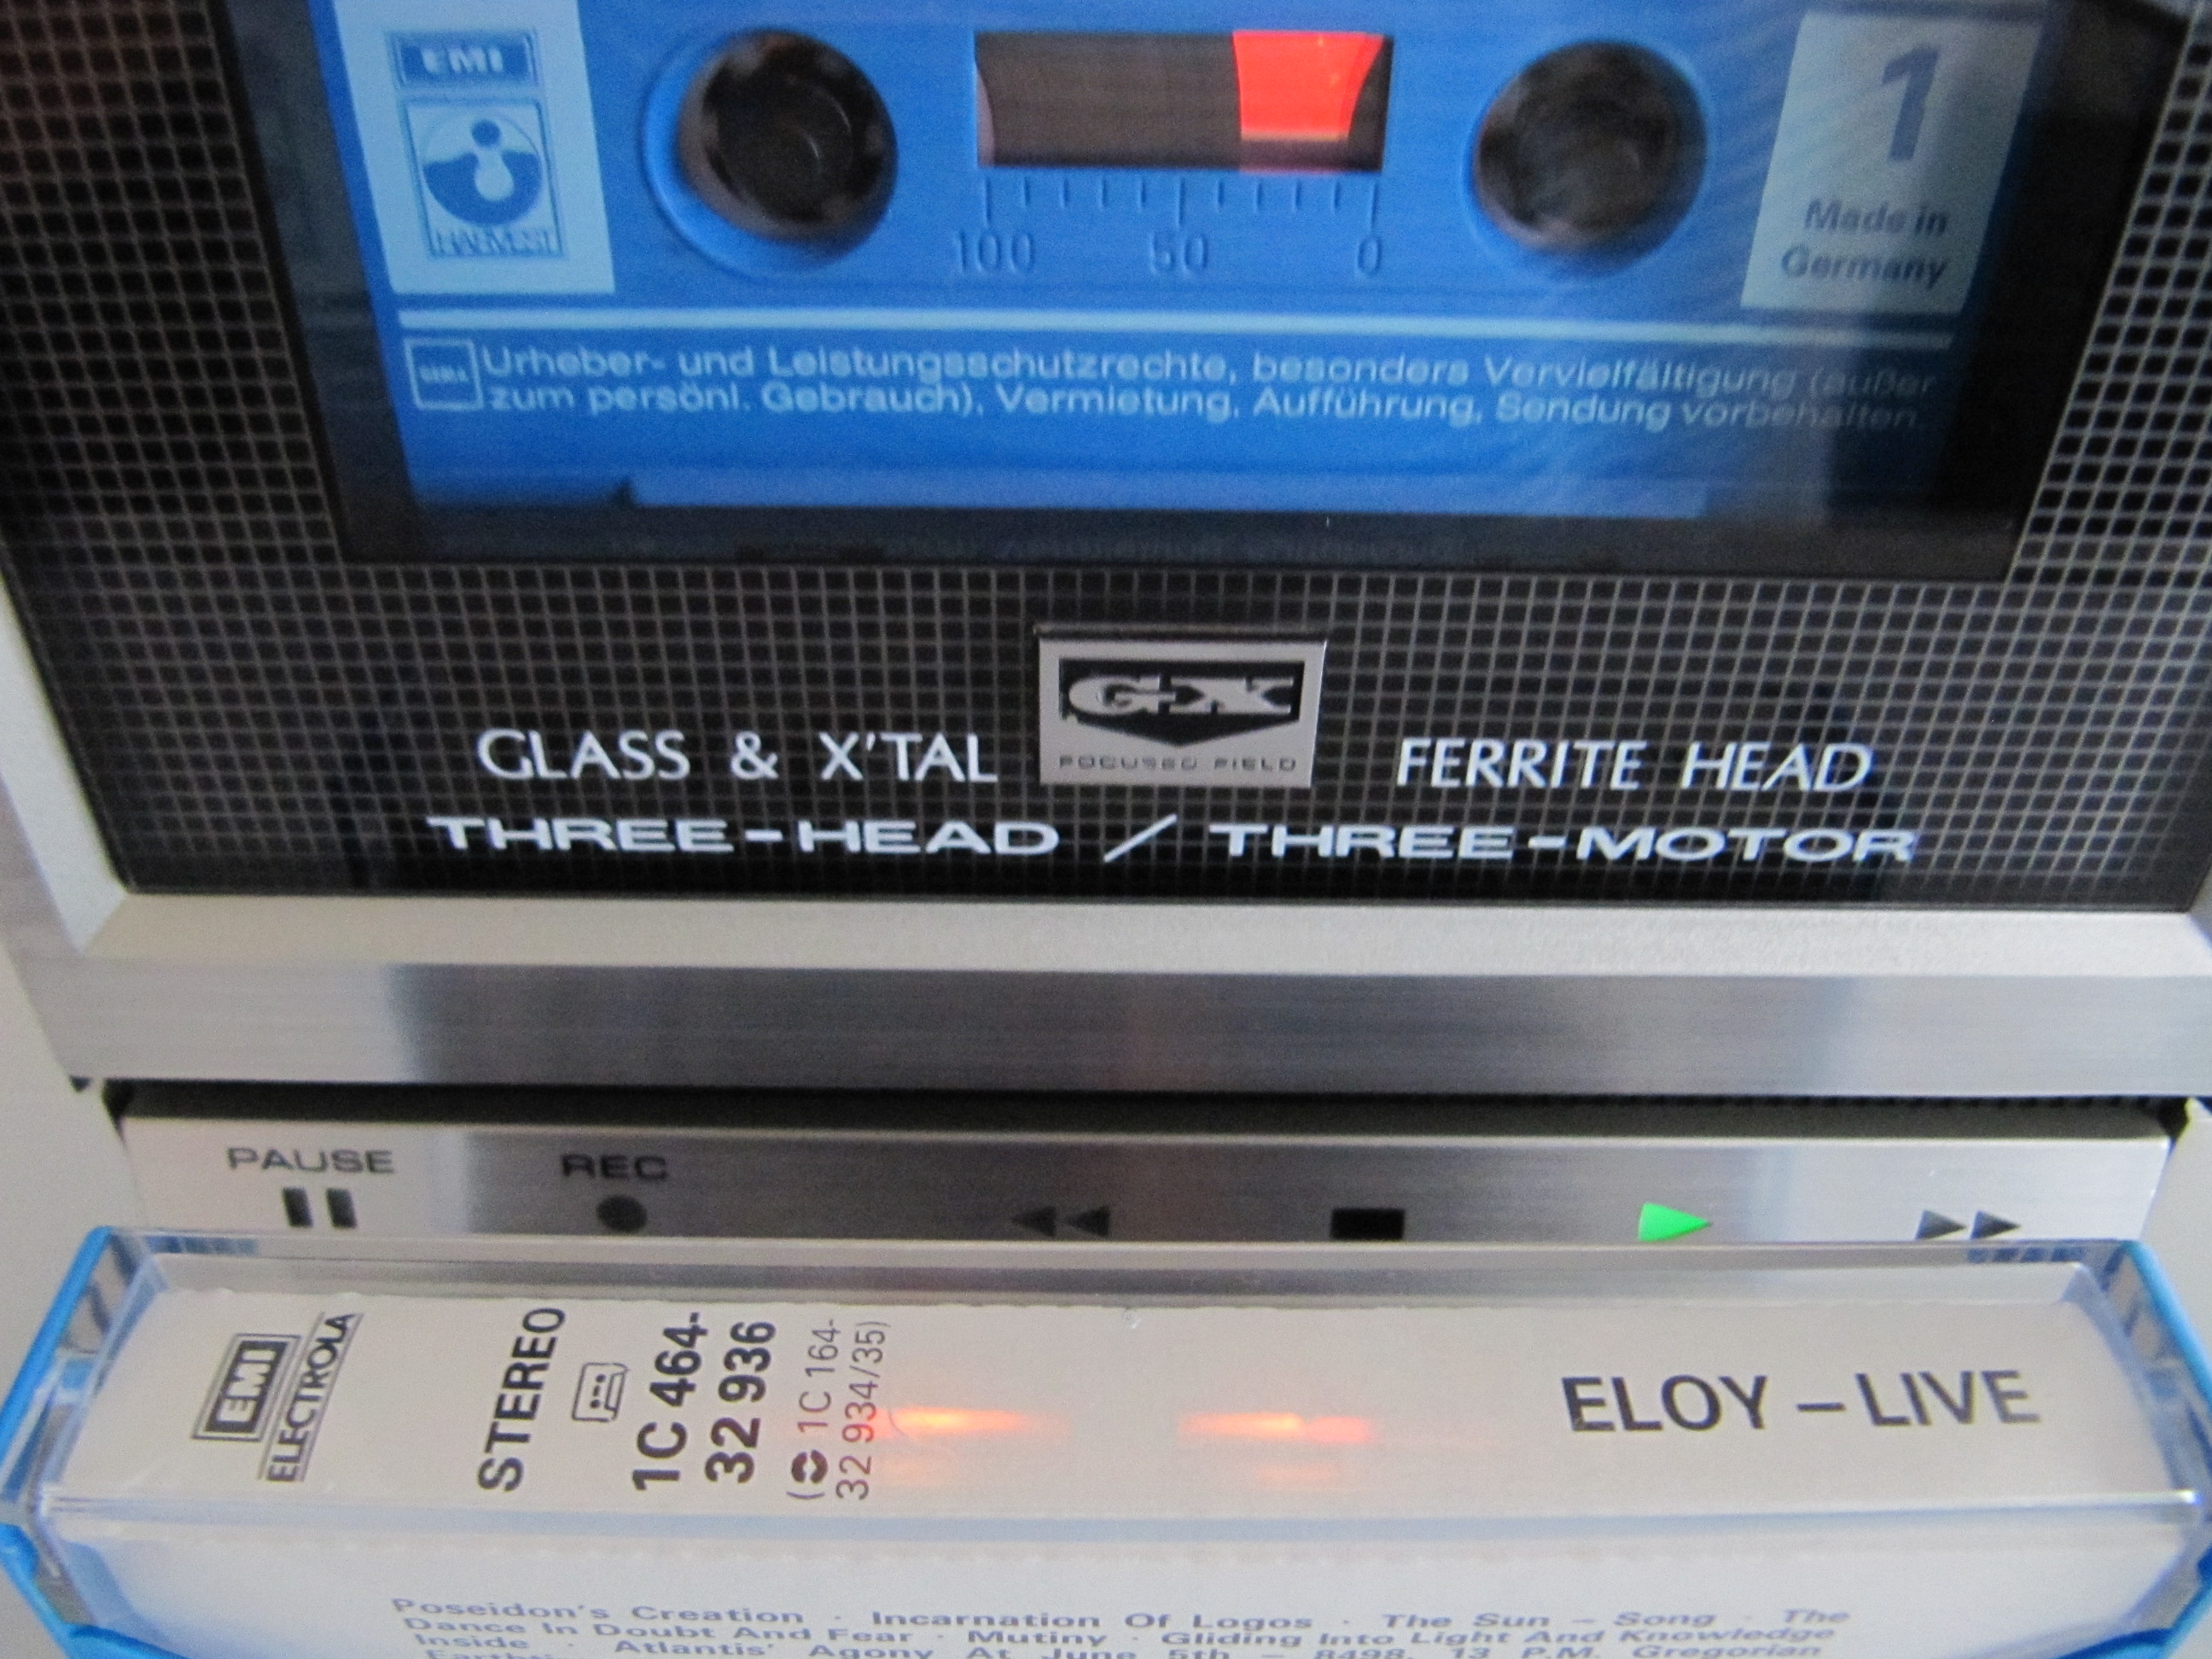 EMI
HARVEST
1
Made in
Germany
100 50 0
Urheber- und Leistungsschutzrechte, besonders Vervielfältigung (außer
zum persönl. Gebrauch), Vermietung, Aufführung, Sendung vorbehalten.
GX
FOCUSED FIELD
GLASS & X'TAL FERRITE HEAD
THREE-HEAD / THREE-MOTOR
PAUSE REC
EMI
ELECTROLA
STEREO
1C 464-
32 936
( 1C 164-
32 934/35)
ELOY – LIVE
Poseidon's Creation · Incarnation Of Logos · The Sun – Song · The
Dance In Doubt And Fear · Mutiny · Gliding Into Light And Knowledge
Inside · Atlantis' Agony At June 5th – 8498, 13 P.M. Gregorian